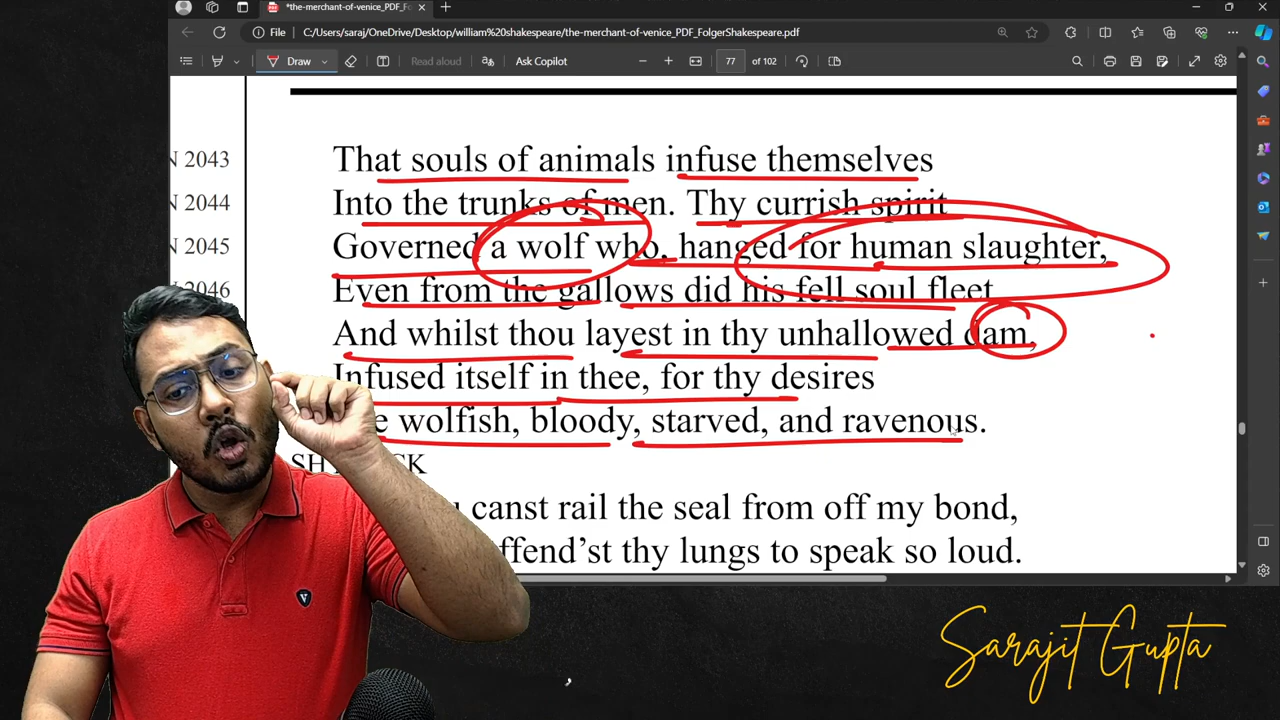 *the-merchant-of-venice_PDF_F
File C:/Users/saraj/OneDrive/Desktop/william%20shakespeare/the-merchant-of-venice_PDF_FolgerShakespeare.pdf
Draw Read aloud Ask Copilot 77 of 102
N 2043 That souls of animals infuse themselves
N 2044 Into the trunks of men. Thy currish spirit
N 2045 Governed a wolf who, hanged for human slaughter,
2046 Even from the gallows did his fell soul fleet
And whilst thou layest in thy unhallowed dam,
Infused itself in thee, for thy desires
wolfish, bloody, starved, and ravenous.
canst rail the seal from off my bond,
ffend’st thy lungs to speak so loud.
Sarajit Gupta